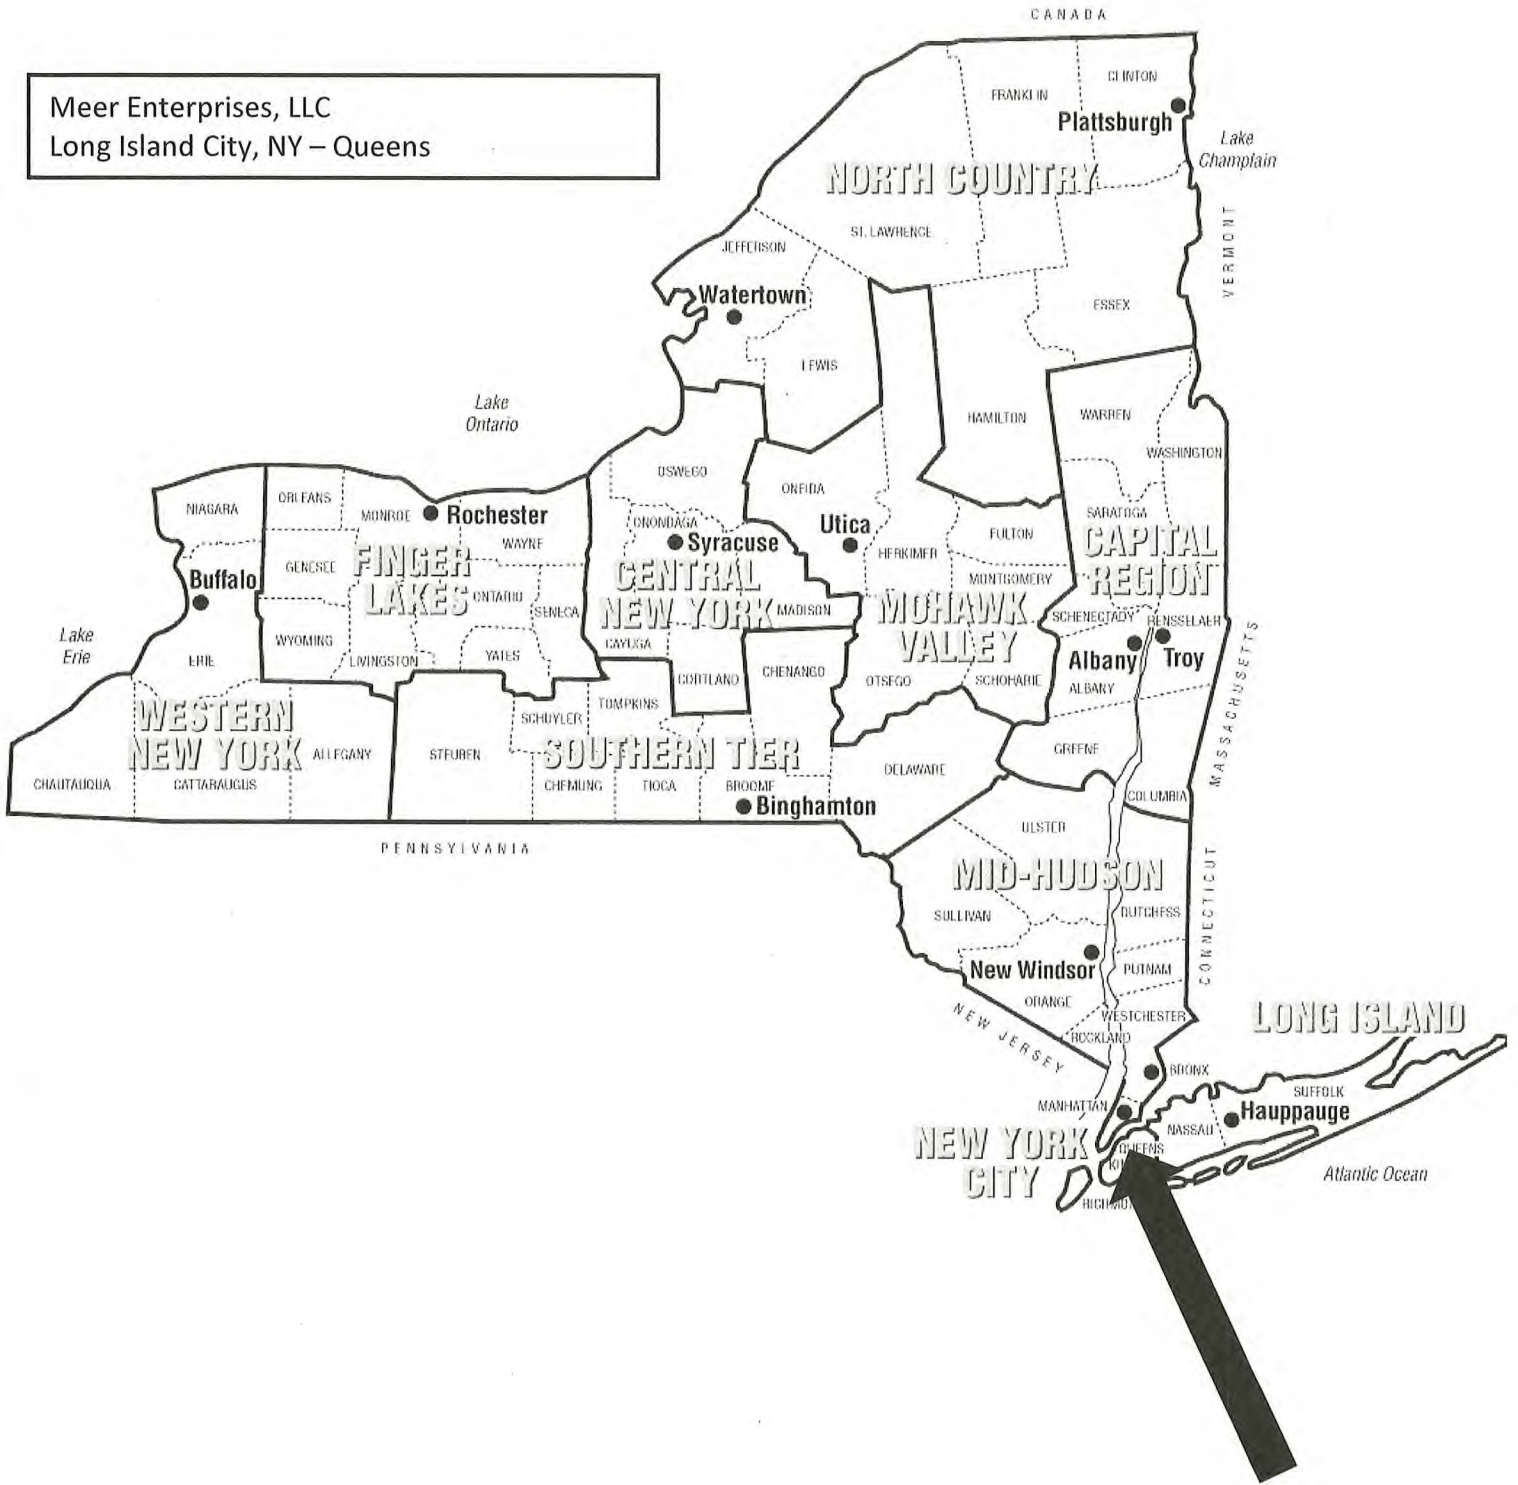 CANADA
Meer Enterprises, LLC
Long Island City, NY – Queens
CLINTON
FRANKLIN
Plattsburgh
Lake
Champlain
NORTH COUNTRY
VERMONT
ST. LAWRENCE
JEFFERSON
Watertown
ESSEX
LEWIS
Lake
Ontario
HAMILTON
WARREN
WASHINGTON
OSWEGO
ONEIDA
NIAGARA
ORLEANS
MONROE
Rochester
SARATOGA
ONONDAGA
Utica
FULTON
WAYNE
Syracuse
HERKIMER
CAPITAL
REGION
GENESEE
FINGER
LAKES
Buffalo
CENTRAL
NEW YORK
MONTGOMERY
ONTARIO
SENECA
MADISON
MOHAWK
VALLEY
SCHENECTADY
RENSSELAER
Lake
Erie
WYOMING
CAYUGA
ERIE
LIVINGSTON
YATES
Albany
Troy
MASSACHUSETTS
CHENANGO
CORTLAND
OTSEGO
SCHOHARIE
ALBANY
TOMPKINS
SCHUYLER
WESTERN
NEW YORK
ALLEGANY
STEUBEN
SOUTHERN TIER
GREENE
DELAWARE
CHAUTAUQUA
CATTARAUGUS
CHEMUNG
TIOGA
BROOME
COLUMBIA
Binghamton
ULSTER
PENNSYLVANIA
MID-HUDSON
CONNECTICUT
SULLIVAN
DUTCHESS
New Windsor
PUTNAM
ORANGE
NEW JERSEY
WESTCHESTER
LONG ISLAND
ROCKLAND
BRONX
SUFFOLK
MANHATTAN
Hauppauge
NASSAU
NEW YORK
CITY
QUEENS
Atlantic Ocean